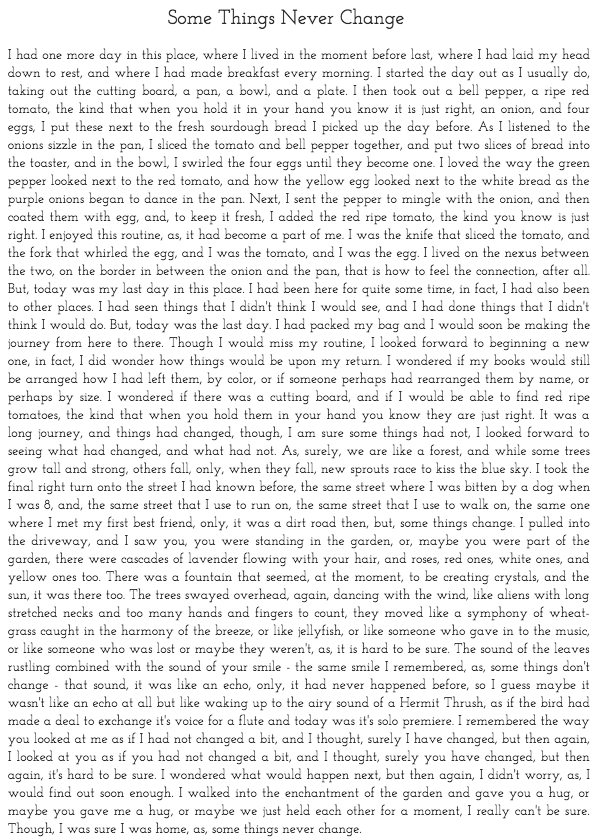 Some Things Never Change
I had one more day in this place, where I lived in the moment before last, where I had laid my head
down to rest, and where I had made breakfast every morning. I started the day out as I usually do,
taking out the cutting board, a pan, a bowl, and a plate. I then took out a bell pepper, a ripe red
tomato, the kind that when you hold it in your hand you know it is just right, an onion, and four
eggs, I put these next to the fresh sourdough bread I picked up the day before. As I listened to the
onions sizzle in the pan, I sliced the tomato and bell pepper together, and put two slices of bread into
the toaster, and in the bowl, I swirled the four eggs until they become one. I loved the way the green
pepper looked next to the red tomato, and how the yellow egg looked next to the white bread as the
purple onions began to dance in the pan. Next, I sent the pepper to mingle with the onion, and then
coated them with egg, and, to keep it fresh, I added the red ripe tomato, the kind you know is just
right. I enjoyed this routine, as, it had become a part of me. I was the knife that sliced the tomato, and
the fork that whirled the egg, and I was the tomato, and I was the egg. I lived on the nexus between
the two, on the border in between the onion and the pan, that is how to feel the connection, after all.
But, today was my last day in this place. I had been here for quite some time, in fact, I had also been
to other places. I had seen things that I didn't think I would see, and I had done things that I didn't
think I would do. But, today was the last day. I had packed my bag and I would soon be making the
journey from here to there. Though I would miss my routine, I looked forward to beginning a new
one, in fact, I did wonder how things would be upon my return. I wondered if my books would still
be arranged how I had left them, by color, or if someone perhaps had rearranged them by name, or
perhaps by size. I wondered if there was a cutting board, and if I would be able to find red ripe
tomatoes, the kind that when you hold them in your hand you know they are just right. It was a
long journey, and things had changed, though, I am sure some things had not, I looked forward to
seeing what had changed, and what had not. As, surely, we are like a forest, and while some trees
grow tall and strong, others fall, only, when they fall, new sprouts race to kiss the blue sky. I took the
final right turn onto the street I had known before, the same street where I was bitten by a dog when
I was 8, and, the same street that I use to run on, the same street that I use to walk on, the same one
where I met my first best friend, only, it was a dirt road then, but, some things change. I pulled into
the driveway, and I saw you, you were standing in the garden, or, maybe you were part of the
garden, there were cascades of lavender flowing with your hair, and roses, red ones, white ones, and
yellow ones too. There was a fountain that seemed, at the moment, to be creating crystals, and the
sun, it was there too. The trees swayed overhead, again, dancing with the wind, like aliens with long
stretched necks and too many hands and fingers to count, they moved like a symphony of wheat-
grass caught in the harmony of the breeze, or like jellyfish, or like someone who gave in to the music,
or like someone who was lost or maybe they weren't, as, it is hard to be sure. The sound of the leaves
rustling combined with the sound of your smile - the same smile I remembered, as, some things don't
change - that sound, it was like an echo, only, it had never happened before, so I guess maybe it
wasn't like an echo at all but like waking up to the airy sound of a Hermit Thrush, as if the bird had
made a deal to exchange it's voice for a flute and today was it's solo premiere. I remembered the way
you looked at me as if I had not changed a bit, and I thought, surely I have changed, but then again,
I looked at you as if you had not changed a bit, and I thought, surely you have changed, but then
again, it's hard to be sure. I wondered what would happen next, but then again, I didn't worry, as, I
would find out soon enough. I walked into the enchantment of the garden and gave you a hug, or
maybe you gave me a hug, or maybe we just held each other for a moment, I really can't be sure.
Though, I was sure I was home, as, some things never change.